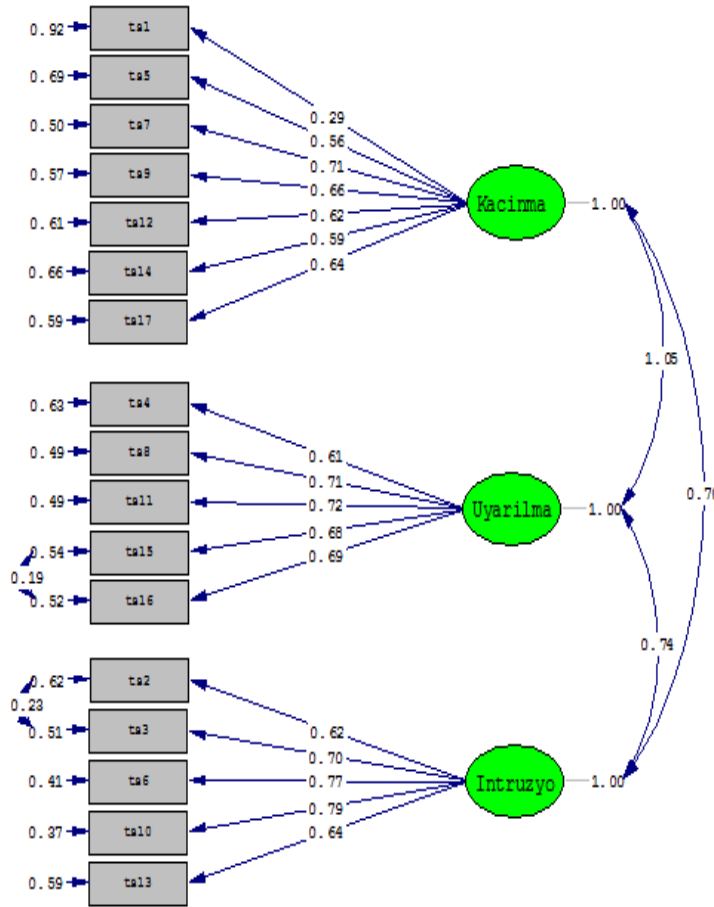 0.92 ts1
0.69 ts5
0.29
0.56
0.50 ts7
0.71
0.57 ts9
0.66
Kacinma 1.00
0.61 ts12
0.62
0.59
0.66 ts14
0.64
0.59 ts17
1.05
0.63 ts4
0.61
0.49 ts8
0.71
0.49 ts11
0.72
Uyarilma 1.00
0.68
0.54 ts15
0.69
0.19
0.52 ts16
0.74
0.62 ts2
0.23
0.62
0.51 ts3
0.70
0.41 ts6
0.77
Intruzyo 1.00
0.79
0.37 ts10
0.64
0.59 ts13